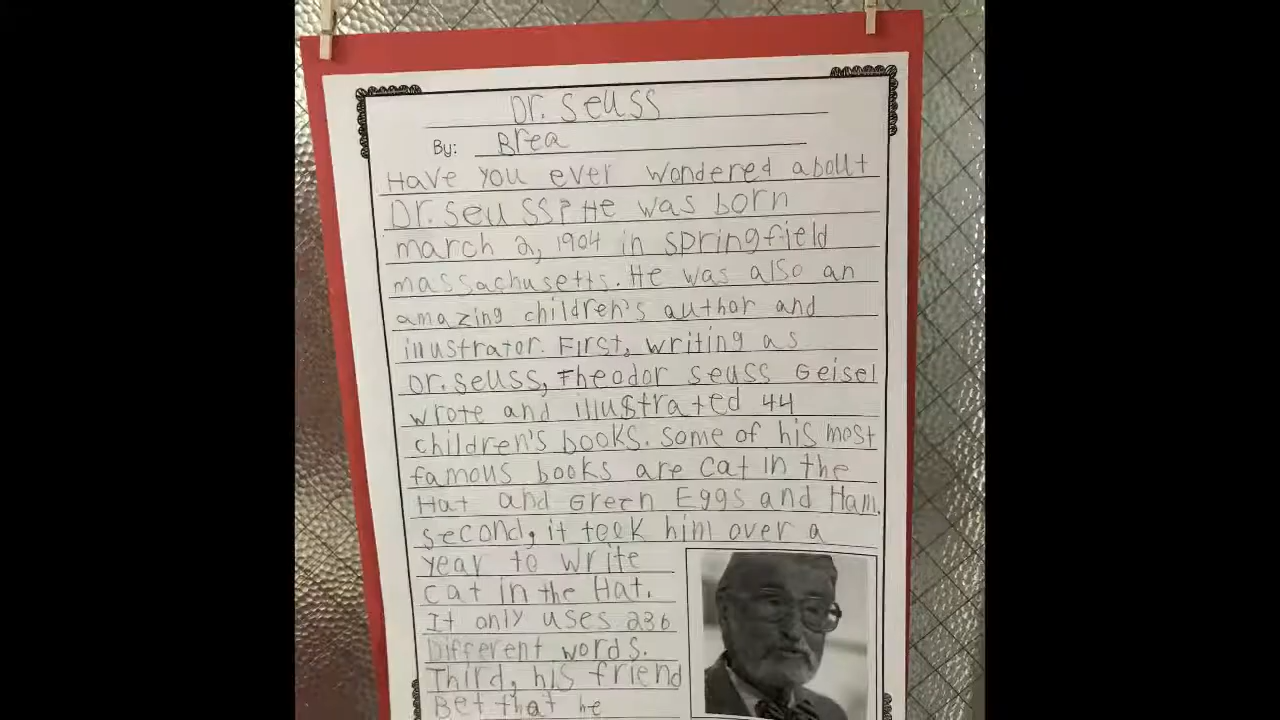 Dr. Seuss
By: Brea
Have you ever wondered about
Dr. Seuss? He was born
march 2, 1904 in springfield
massachusetts. He was also an
amazing children's author and
illustrator. First, writing as
Dr. Seuss, Theodor Seuss Geisel
wrote and illustrated 44
children's books. Some of his most
famous books are cat in the
Hat and Green Eggs and Ham.
Second, it took him over a
year to write
cat in the Hat.
It only uses 236
Different words.
Third, his friend
Bet that he